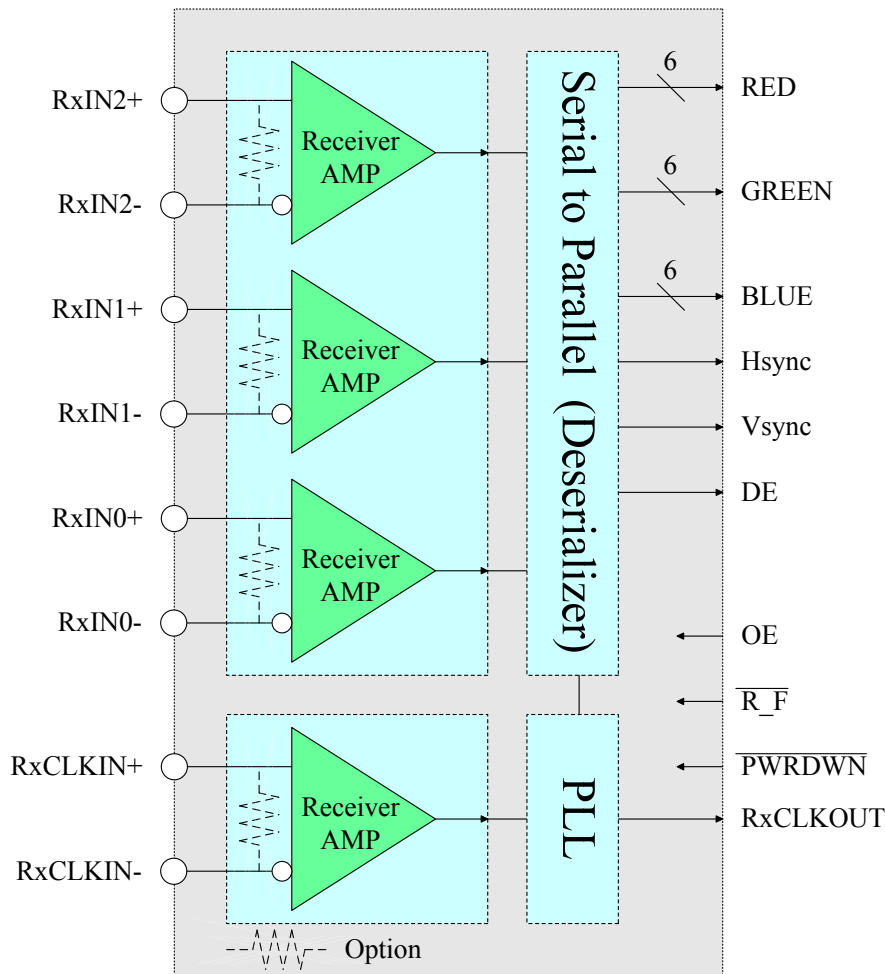 RxIN2+
RxIN2-
RxIN1+
RxIN1-
RxIN0+
RxIN0-
RxCLKIN+
RxCLKIN-
Receiver
AMP
Receiver
AMP
Receiver
AMP
Receiver
AMP
Option
Serial to Parallel (Deserializer)
PLL
6
RED
6
GREEN
6
BLUE
Hsync
Vsync
DE
OE
R_F
PWRDWN
RxCLKOUT